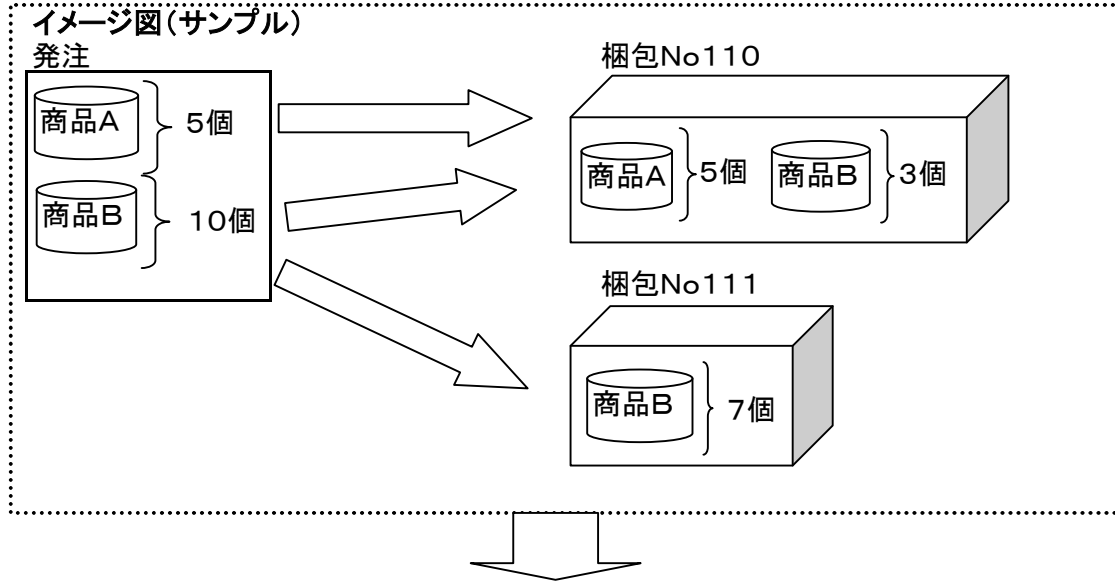 イメージ図(サンプル)
発注
商品A
5個
商品B
10個
梱包No110
商品A
5個
商品B
3個
梱包No111
商品B
7個